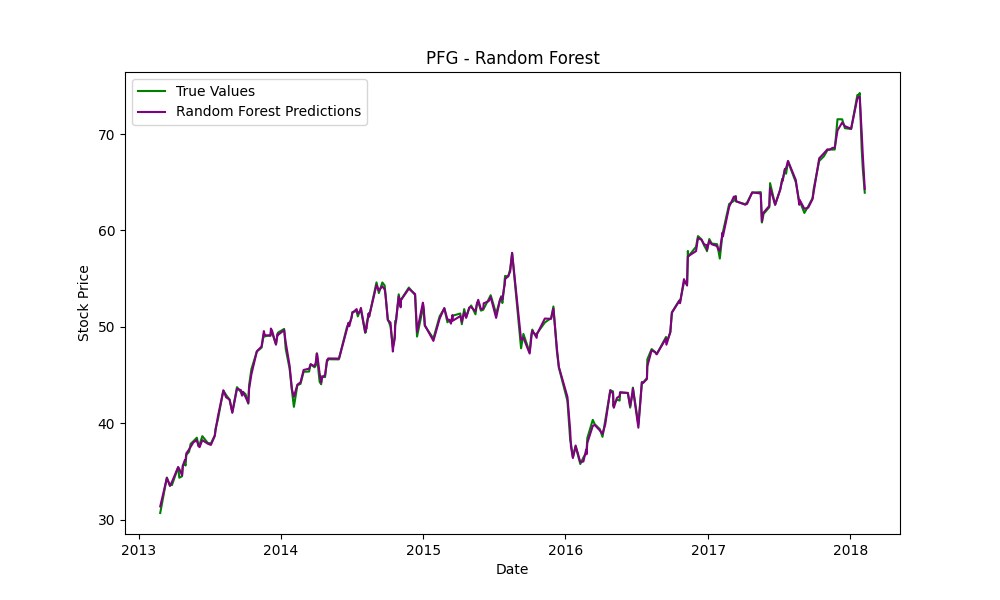 PFG - Random Forest
True Values
Random Forest Predictions
Stock Price
70
60
50
40
30
2013 2014 2015 2016 2017 2018
Date